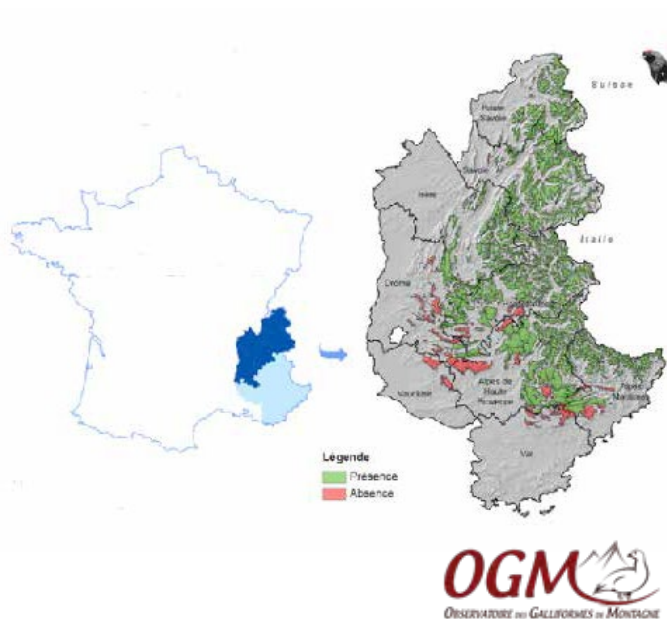 Suisse
Haute
Savoie
Savoie
Isère
Italie
Drôme
Alpes de
Haute
Provence
Vaucluse
Alpes
Maritimes
Var
Légende
Présence
Absence
OGM
OBSERVATOIRE DES GALLIFORMES DE MONTAGNE